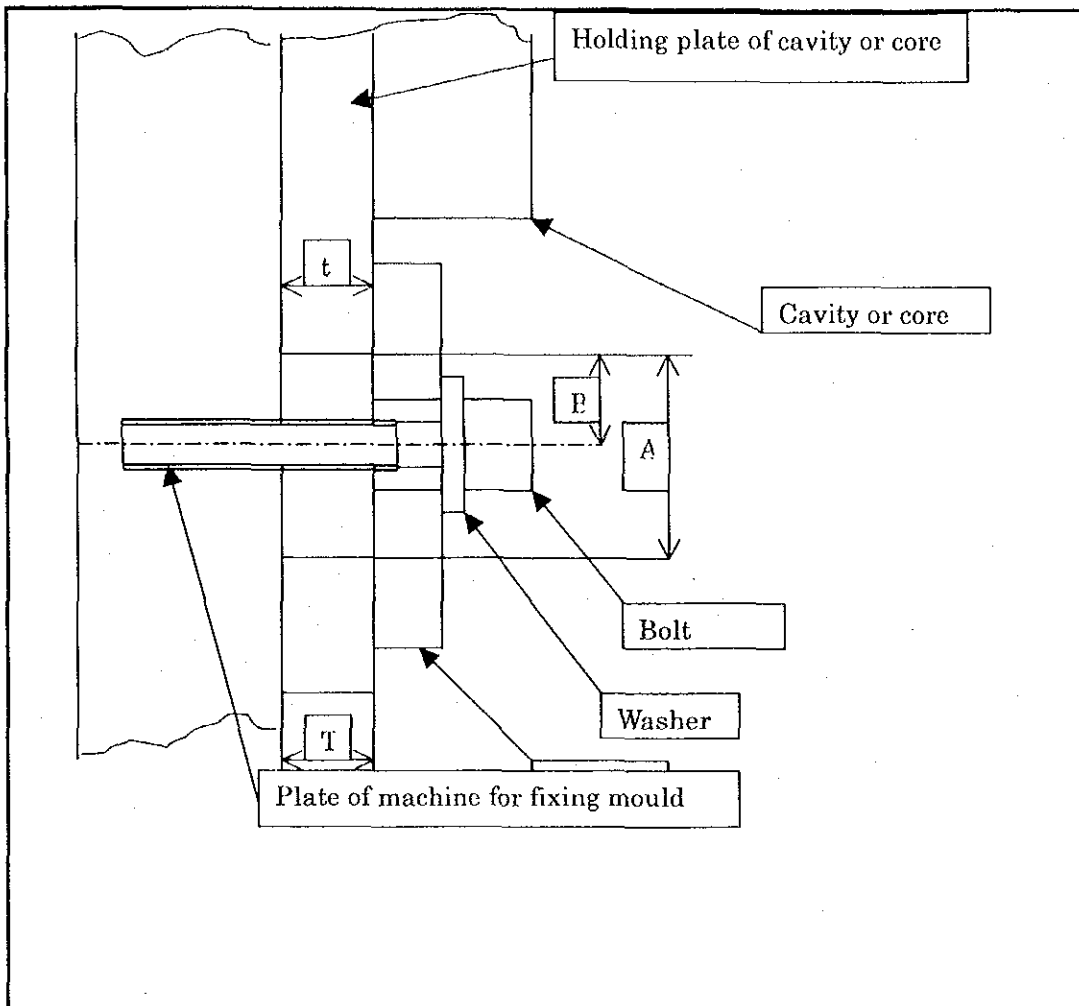 Holding plate of cavity or core
t
Cavity or core
B
A
Bolt
Washer
T
Plate of machine for fixing mould